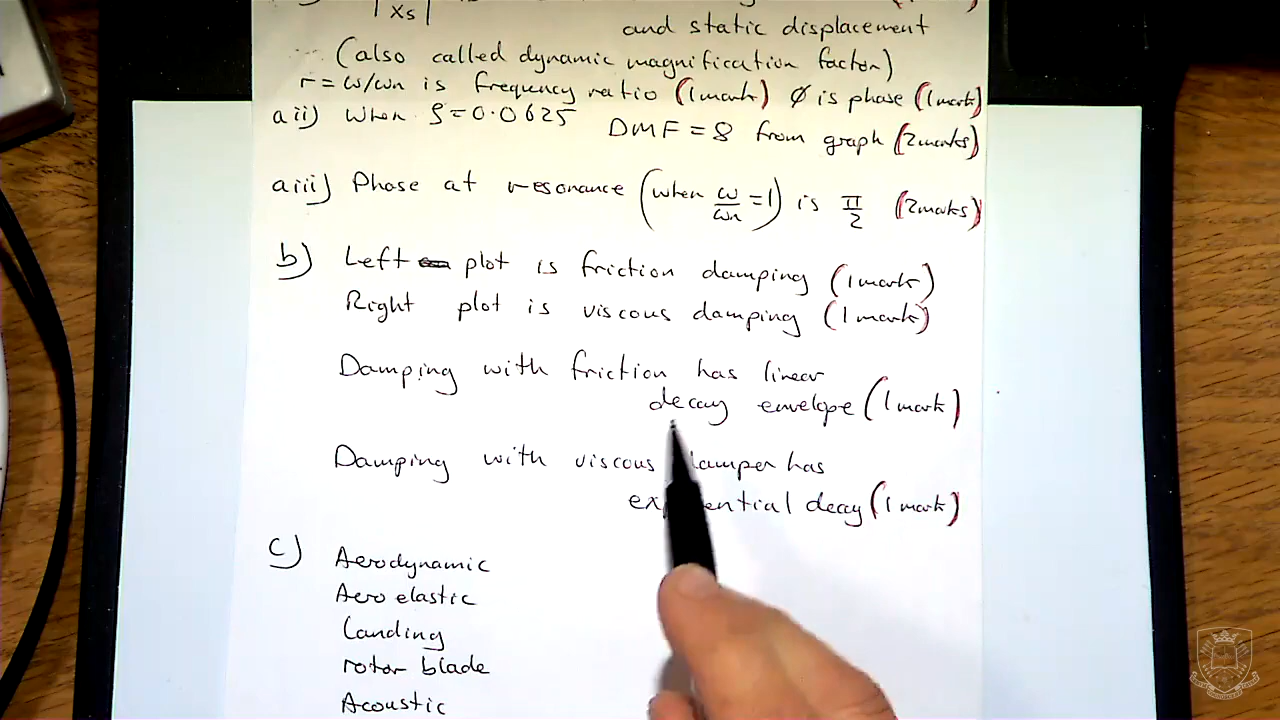 | Xs |
and static displacement
(also called dynamic magnification factor)
r = ω/ωn is frequency ratio (1 mark) φ is phase (1 mark)
a ii) When ζ = 0.0625 DMF = 8 from graph (2 marks)
a iii) Phase at resonance (when ω/ωn = 1) is π/2 (2 marks)
b) Left plot is friction damping (1 mark)
Right plot is viscous damping (1 mark)
Damping with friction has linear
decay envelope (1 mark)
Damping with viscous damper has
exponential decay (1 mark)
c) Aerodynamic
Aero elastic
Landing
rotor blade
Acoustic